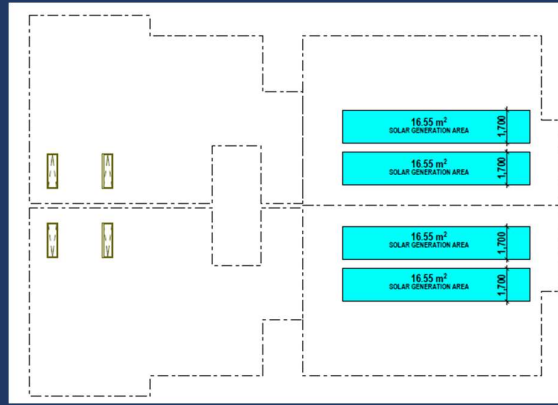 16.55 m²
SOLAR GENERATION AREA
1,700
16.55 m²
SOLAR GENERATION AREA
1,700
16.55 m²
SOLAR GENERATION AREA
1,700
16.55 m²
SOLAR GENERATION AREA
1,700